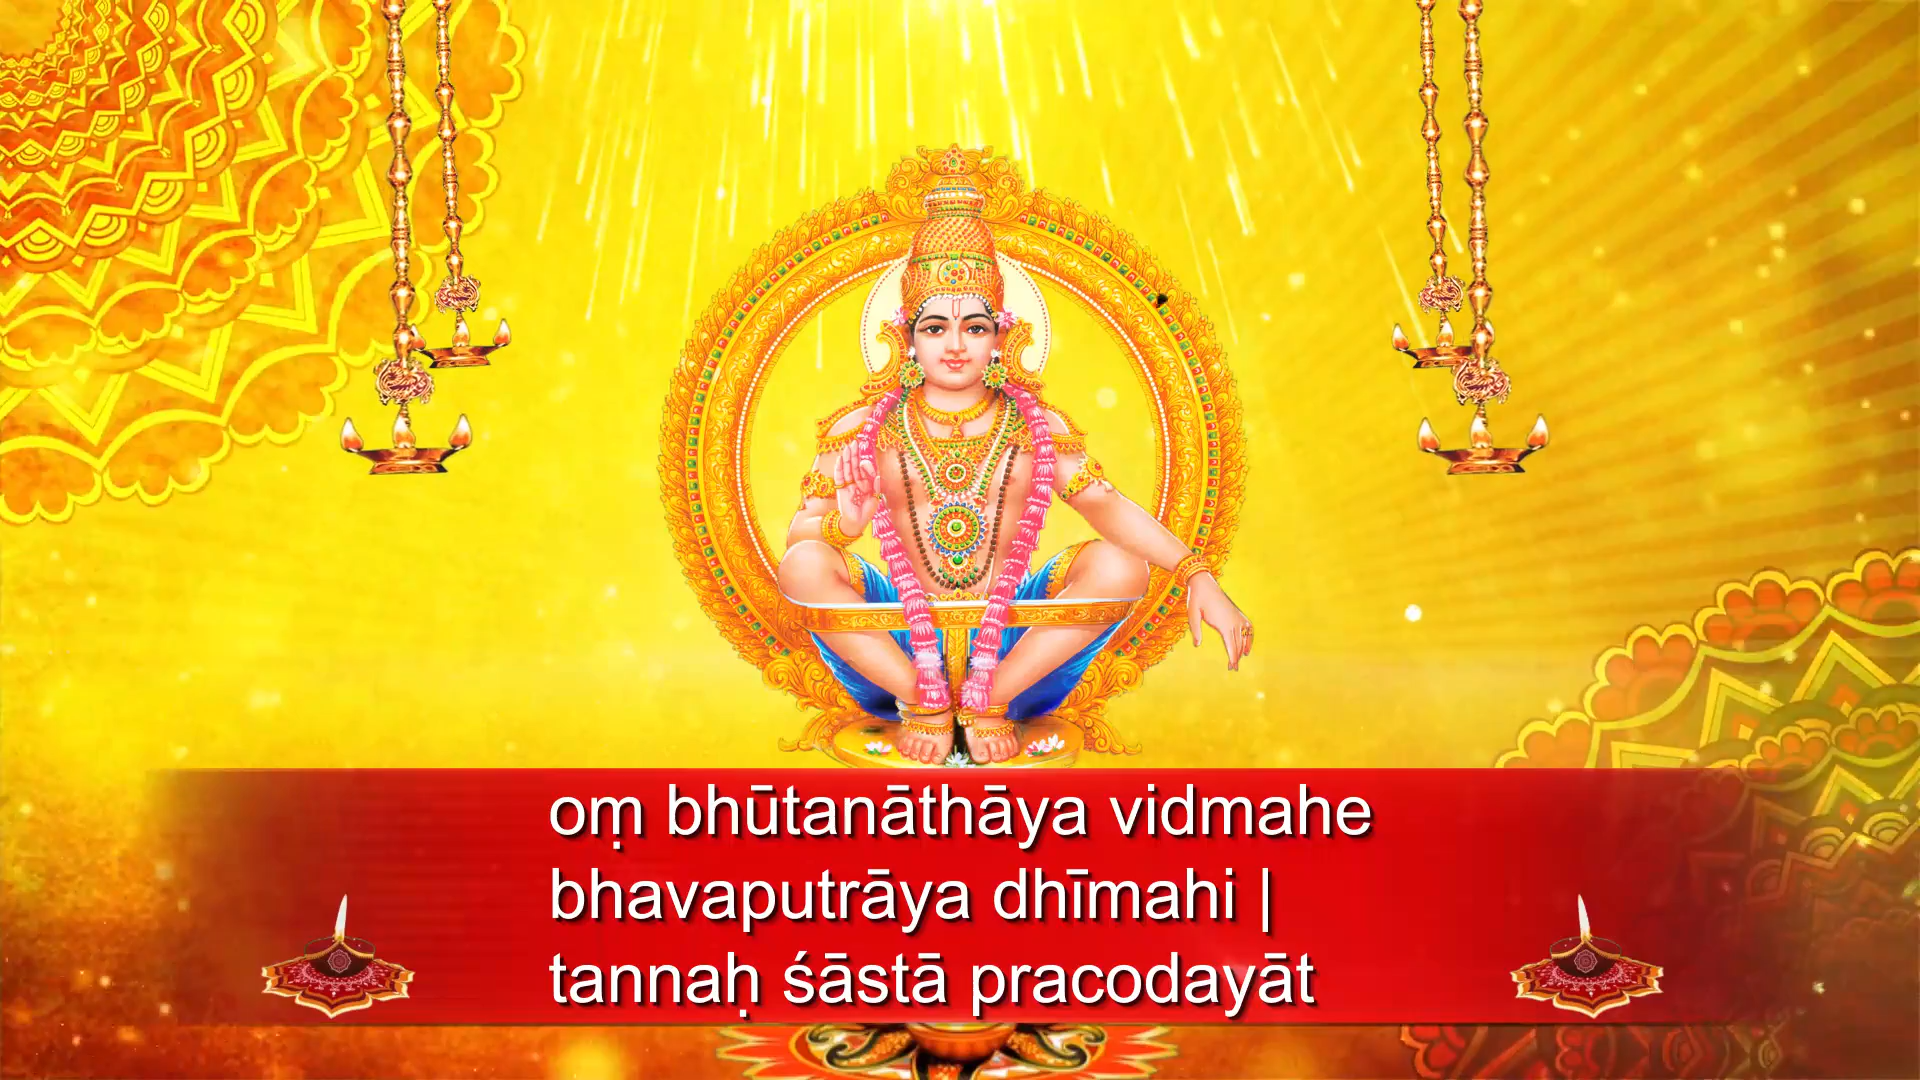 oṃ bhūtanāthāya vidmahe
bhavaputrāya dhīmahi |
tannaḥ śāstā pracodayāt